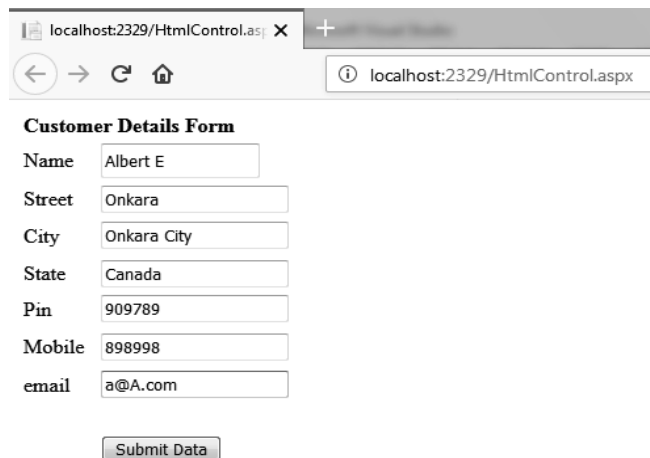 localhost:2329/HtmlControl.asp
localhost:2329/HtmlControl.aspx
Customer Details Form
Name Albert E
Street Onkara
City Onkara City
State Canada
Pin 909789
Mobile 898998
email a@A.com
Submit Data